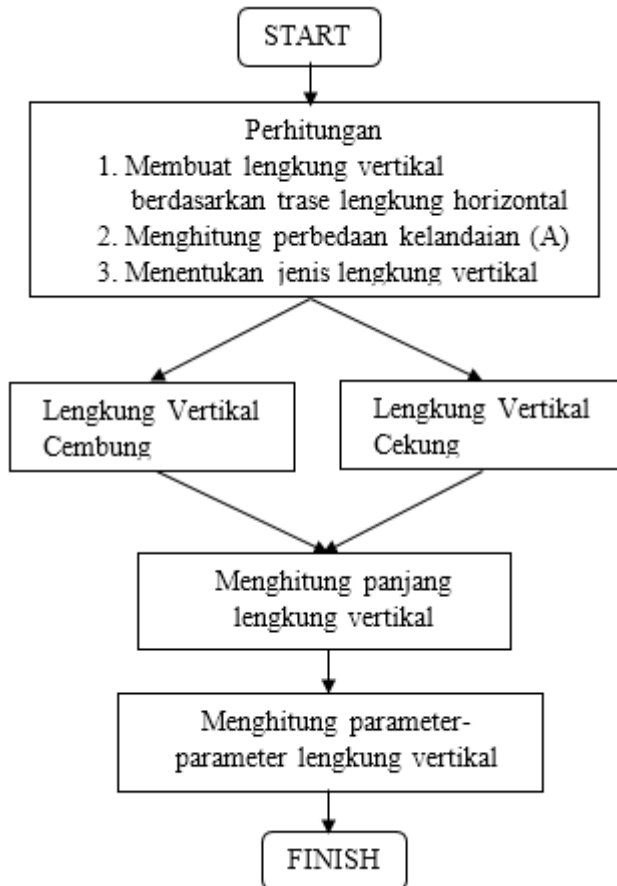 START
Perhitungan
1. Membuat lengkung vertikal
berdasarkan trase lengkung horizontal
2. Menghitung perbedaan kelandaian (A)
3. Menentukan jenis lengkung vertikal
Lengkung Vertikal
Cembung
Lengkung Vertikal
Cekung
Menghitung panjang
lengkung vertikal
Menghitung parameter-
parameter lengkung vertikal
FINISH